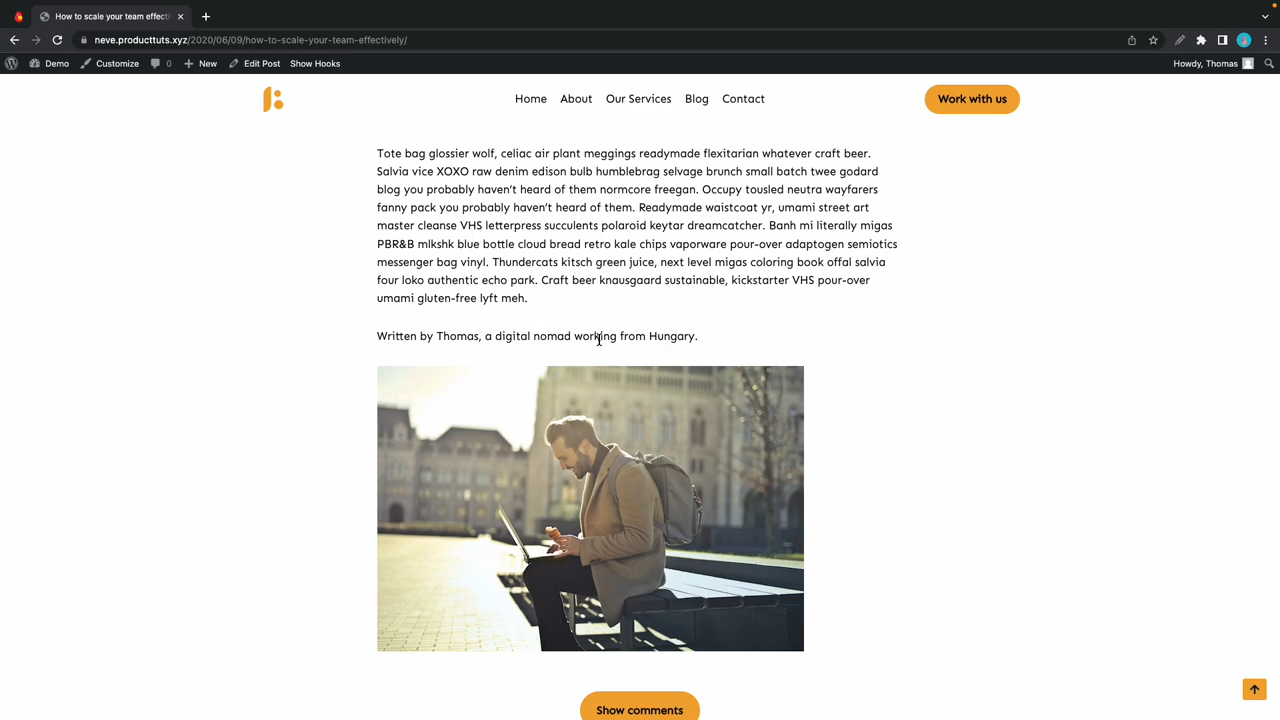 How to scale your team effecti
neve.producttuts.xyz/2020/06/09/how-to-scale-your-team-effectively/
Demo Customize 0 New Edit Post Show Hooks Howdy, Thomas
Home About Our Services Blog Contact Work with us
Tote bag glossier wolf, celiac air plant meggings readymade flexitarian whatever craft beer.
Salvia vice XOXO raw denim edison bulb humblebrag selvage brunch small batch twee godard
blog you probably haven't heard of them normcore freegan. Occupy tousled neutra wayfarers
fanny pack you probably haven't heard of them. Readymade waistcoat yr, umami street art
master cleanse VHS letterpress succulents polaroid keytar dreamcatcher. Banh mi literally migas
PBR&B mlkshk blue bottle cloud bread retro kale chips vaporware pour-over adaptogen semiotics
messenger bag vinyl. Thundercats kitsch green juice, next level migas coloring book offal salvia
four loko authentic echo park. Craft beer knausgaard sustainable, kickstarter VHS pour-over
umami gluten-free lyft meh.
Written by Thomas, a digital nomad working from Hungary.
Show comments